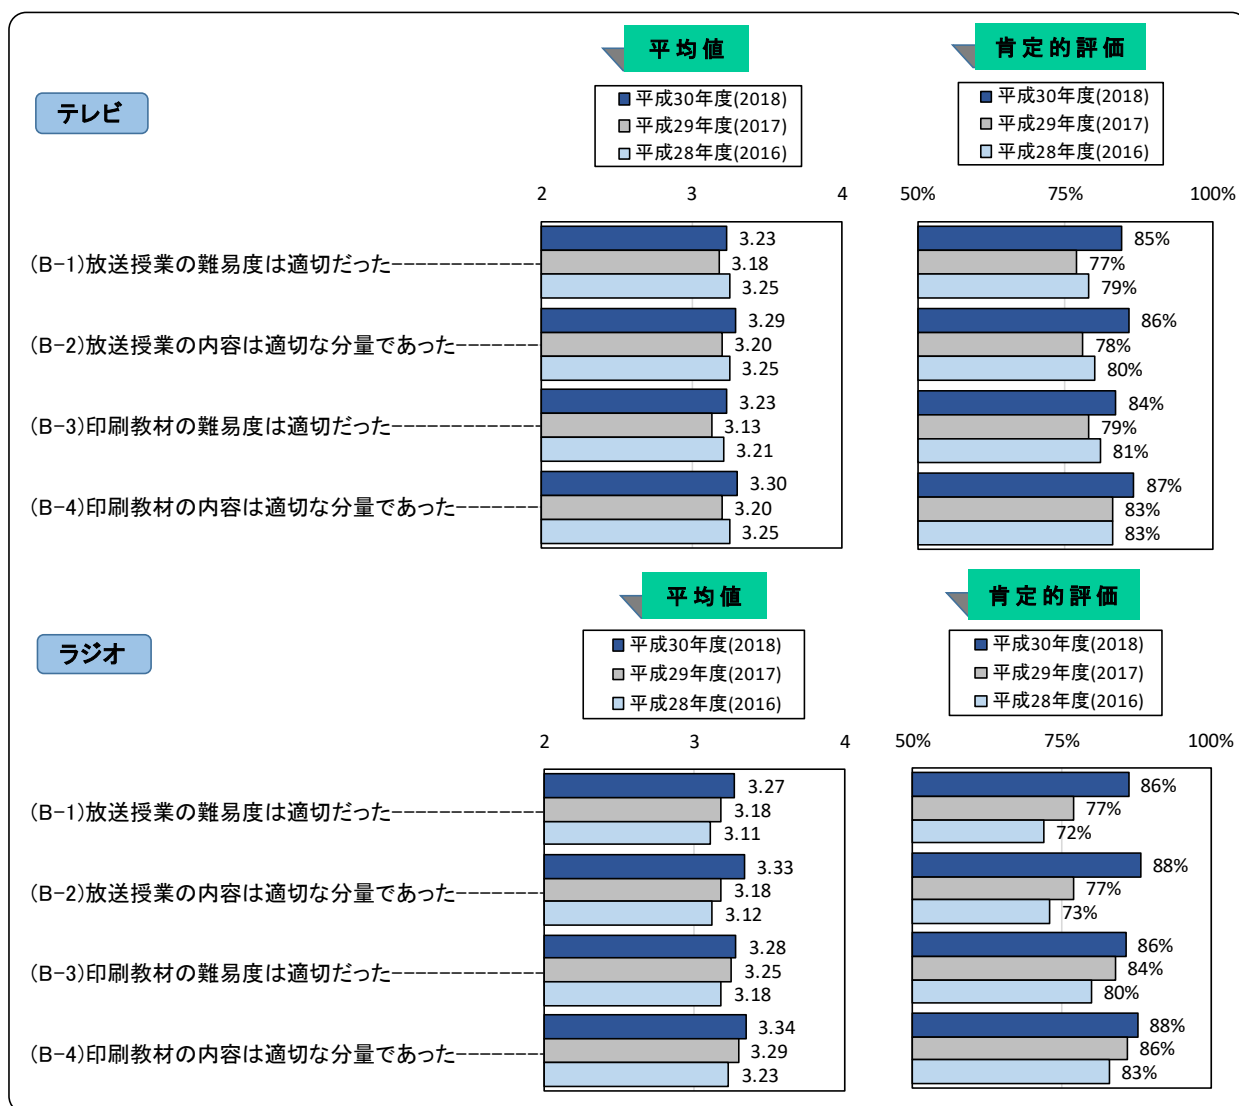 平均値
肯定的評価
テレビ
平成30年度(2018)
平成29年度(2017)
平成28年度(2016)
平成30年度(2018)
平成29年度(2017)
平成28年度(2016)
2 3 4
50% 75% 100%
(B-1)放送授業の難易度は適切だった
3.23
3.18
3.25
85%
77%
79%
(B-2)放送授業の内容は適切な分量であった
3.29
3.20
3.25
86%
78%
80%
(B-3)印刷教材の難易度は適切だった
3.23
3.13
3.21
84%
79%
81%
(B-4)印刷教材の内容は適切な分量であった
3.30
3.20
3.25
87%
83%
83%
平均値
肯定的評価
ラジオ
平成30年度(2018)
平成29年度(2017)
平成28年度(2016)
平成30年度(2018)
平成29年度(2017)
平成28年度(2016)
2 3 4
50% 75% 100%
(B-1)放送授業の難易度は適切だった
3.27
3.18
3.11
86%
77%
72%
(B-2)放送授業の内容は適切な分量であった
3.33
3.18
3.12
88%
77%
73%
(B-3)印刷教材の難易度は適切だった
3.28
3.25
3.18
86%
84%
80%
(B-4)印刷教材の内容は適切な分量であった
3.34
3.29
3.23
88%
86%
83%